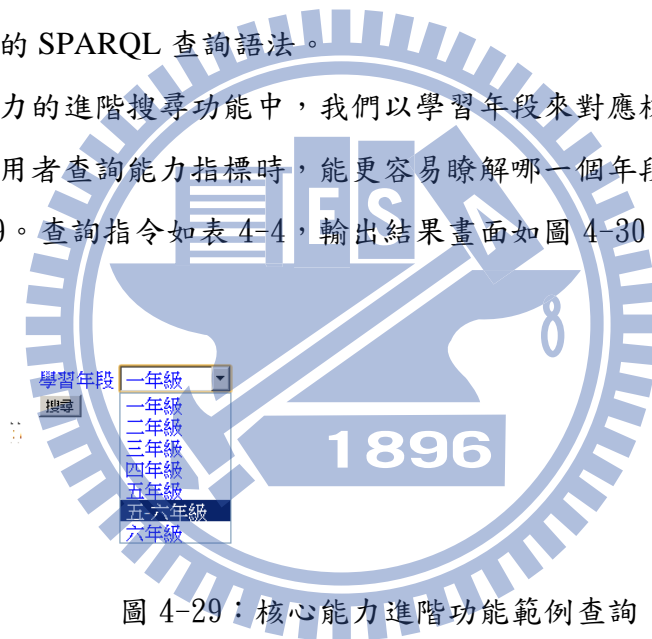 的 SPARQL 查詢語法。
力的進階搜尋功能中，我們以學習年段來對應
用者查詢能力指標時，能更容易瞭解哪一個年段
。查詢指令如表 4-4，輸出結果畫面如圖 4-30
ES A
學習年段 一年級
搜尋
一年級
二年級
三年級
四年級
五年級
五-六年級
六年級
1896
圖 4-29：核心能力進階功能範例查詢